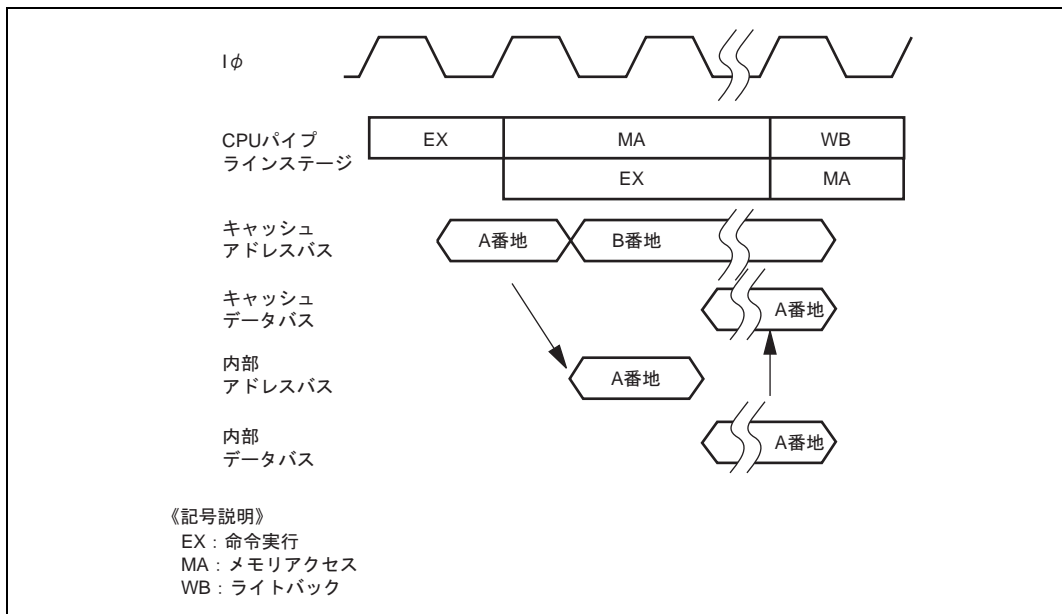 Iφ
CPUパイプ
ラインステージ
EX
MA
WB
EX
MA
キャッシュ
アドレスバス
A番地
B番地
キャッシュ
データバス
A番地
内部
アドレスバス
A番地
内部
データバス
A番地
《記号説明》
EX：命令実行
MA：メモリアクセス
WB：ライトバック